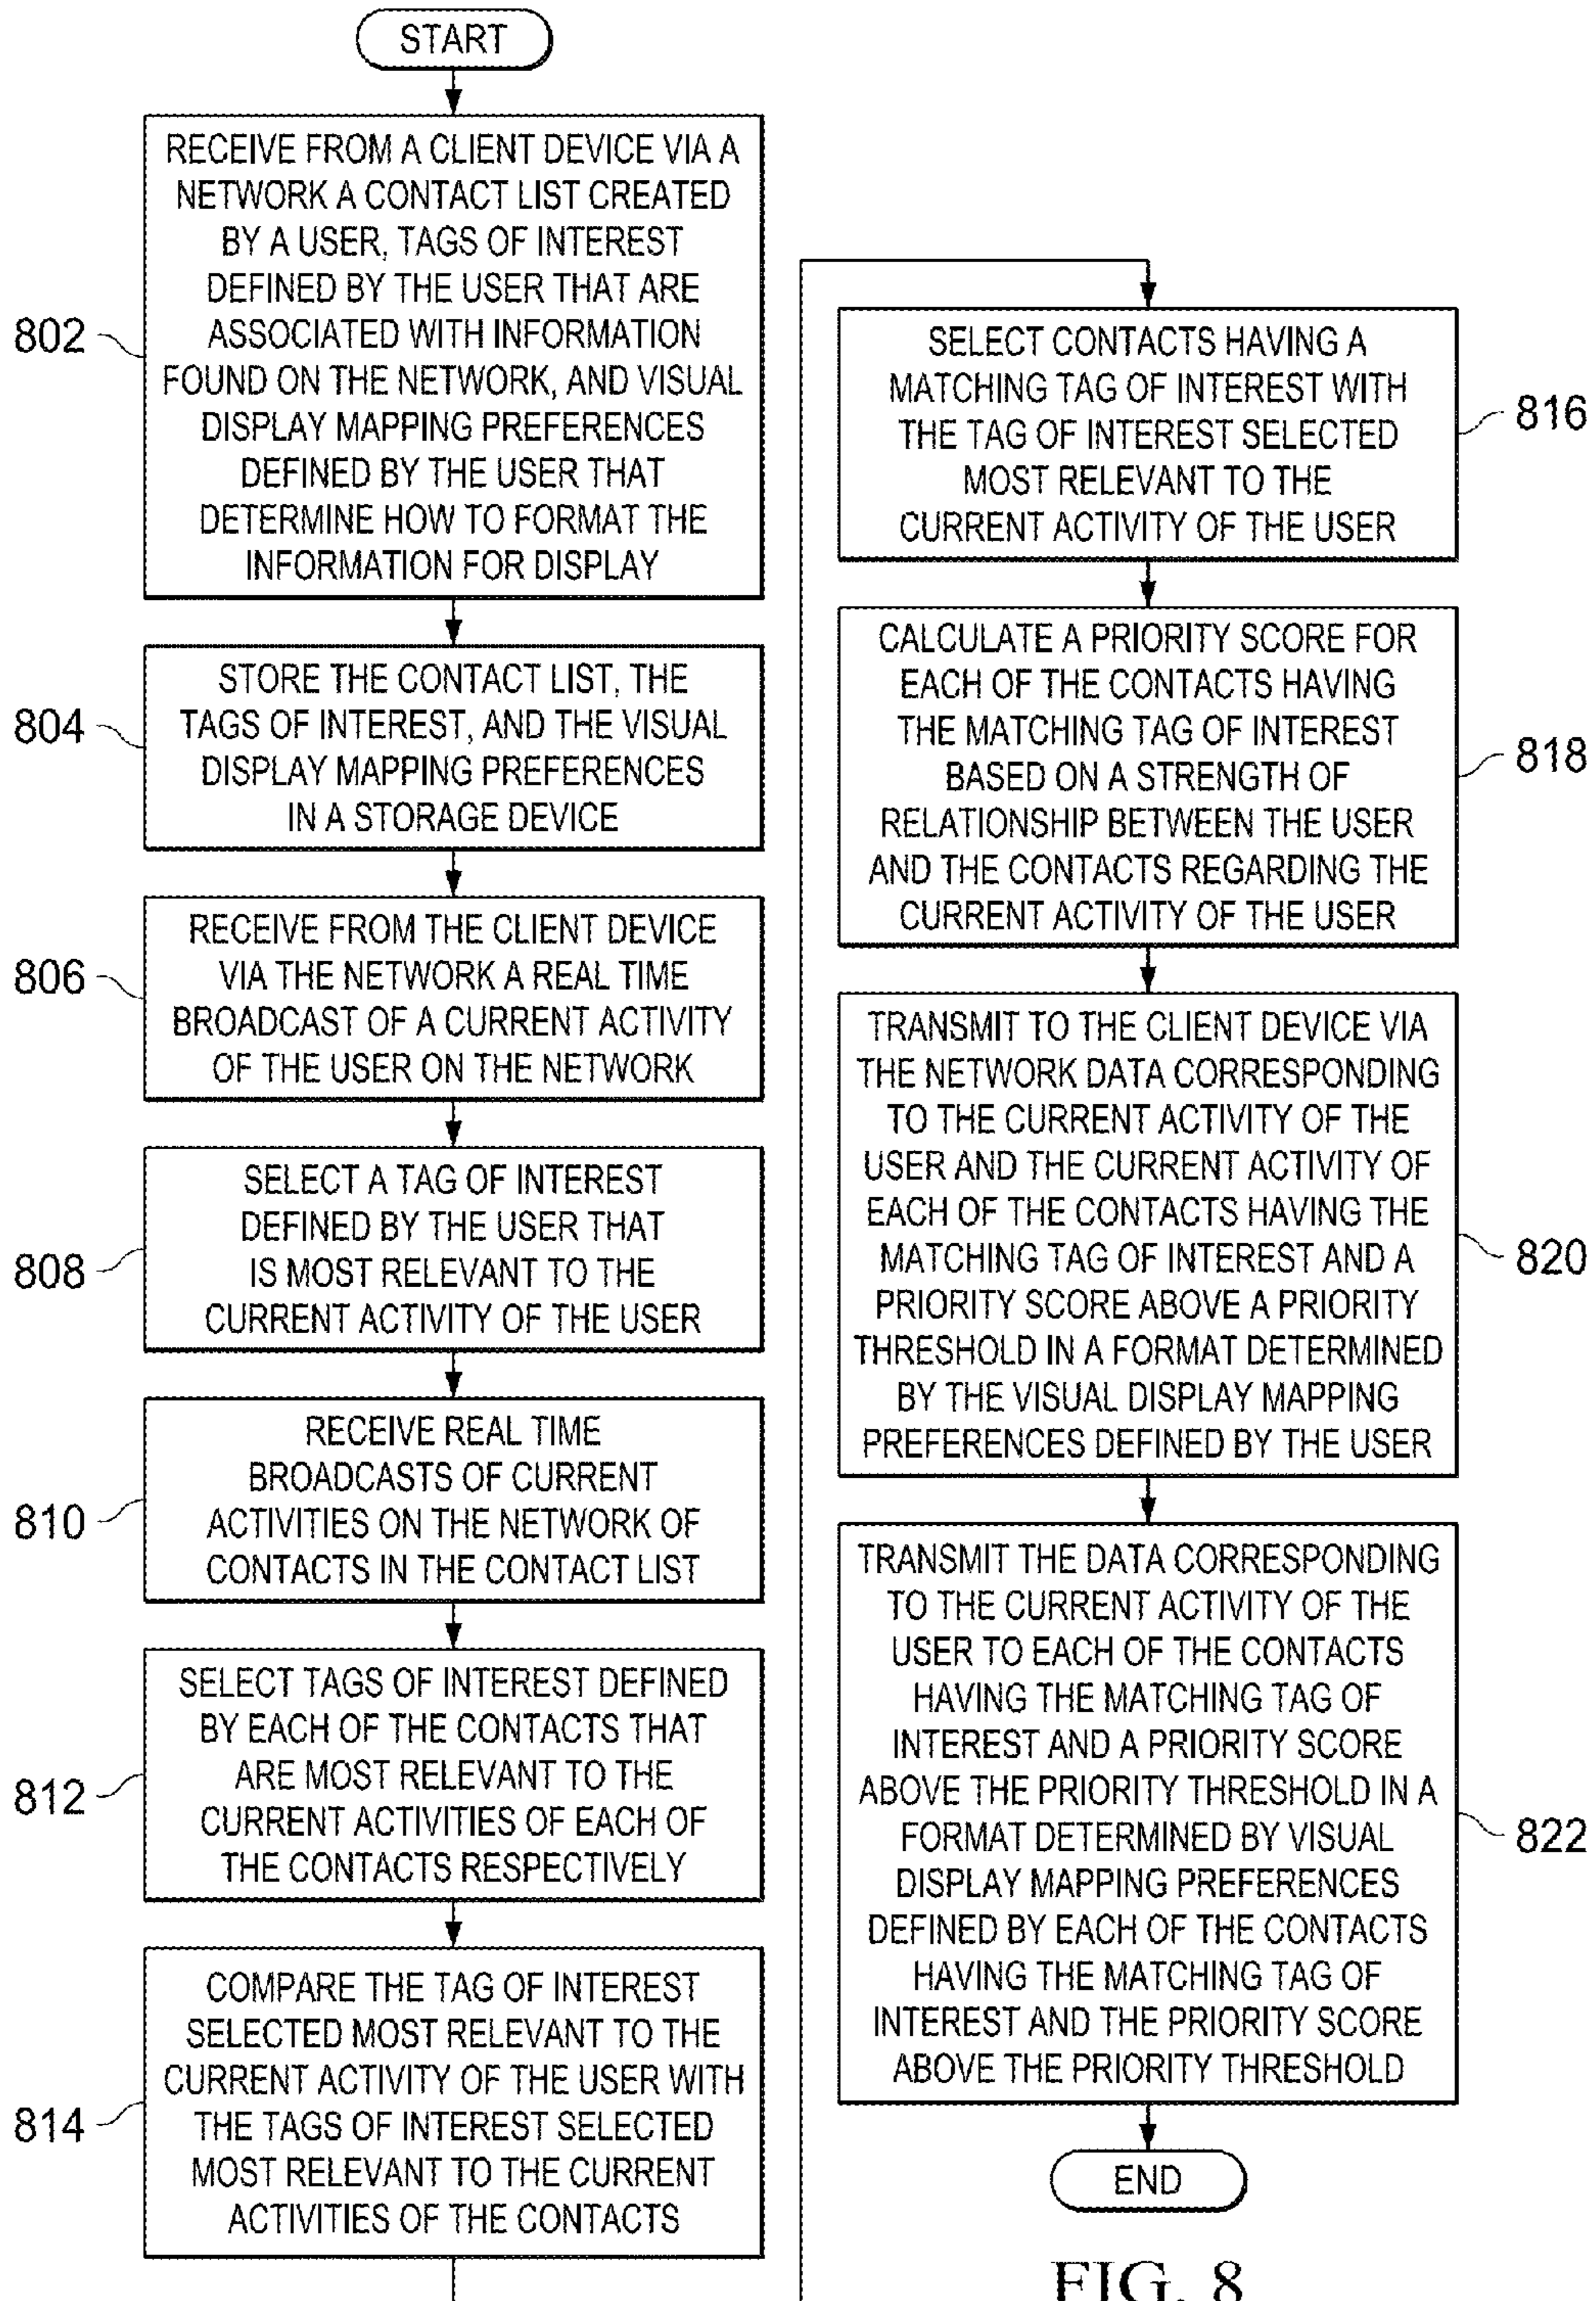 START
802
RECEIVE FROM A CLIENT DEVICE VIA A
NETWORK A CONTACT LIST CREATED
BY A USER, TAGS OF INTEREST
DEFINED BY THE USER THAT ARE
ASSOCIATED WITH INFORMATION
FOUND ON THE NETWORK, AND VISUAL
DISPLAY MAPPING PREFERENCES
DEFINED BY THE USER THAT
DETERMINE HOW TO FORMAT THE
INFORMATION FOR DISPLAY
804
STORE THE CONTACT LIST, THE
TAGS OF INTEREST, AND THE VISUAL
DISPLAY MAPPING PREFERENCES
IN A STORAGE DEVICE
806
RECEIVE FROM THE CLIENT DEVICE
VIA THE NETWORK A REAL TIME
BROADCAST OF A CURRENT ACTIVITY
OF THE USER ON THE NETWORK
808
SELECT A TAG OF INTEREST
DEFINED BY THE USER THAT
IS MOST RELEVANT TO THE
CURRENT ACTIVITY OF THE USER
810
RECEIVE REAL TIME
BROADCASTS OF CURRENT
ACTIVITIES ON THE NETWORK OF
CONTACTS IN THE CONTACT LIST
812
SELECT TAGS OF INTEREST DEFINED
BY EACH OF THE CONTACTS THAT
ARE MOST RELEVANT TO THE
CURRENT ACTIVITIES OF EACH OF
THE CONTACTS RESPECTIVELY
814
COMPARE THE TAG OF INTEREST
SELECTED MOST RELEVANT TO THE
CURRENT ACTIVITY OF THE USER WITH
THE TAGS OF INTEREST SELECTED
MOST RELEVANT TO THE CURRENT
ACTIVITIES OF THE CONTACTS
SELECT CONTACTS HAVING A
MATCHING TAG OF INTEREST WITH
THE TAG OF INTEREST SELECTED
MOST RELEVANT TO THE
CURRENT ACTIVITY OF THE USER
816
CALCULATE A PRIORITY SCORE FOR
EACH OF THE CONTACTS HAVING
THE MATCHING TAG OF INTEREST
BASED ON A STRENGTH OF
RELATIONSHIP BETWEEN THE USER
AND THE CONTACTS REGARDING THE
CURRENT ACTIVITY OF THE USER
818
TRANSMIT TO THE CLIENT DEVICE VIA
THE NETWORK DATA CORRESPONDING
TO THE CURRENT ACTIVITY OF THE
USER AND THE CURRENT ACTIVITY OF
EACH OF THE CONTACTS HAVING THE
MATCHING TAG OF INTEREST AND A
PRIORITY SCORE ABOVE A PRIORITY
THRESHOLD IN A FORMAT DETERMINED
BY THE VISUAL DISPLAY MAPPING
PREFERENCES DEFINED BY THE USER
820
TRANSMIT THE DATA CORRESPONDING
TO THE CURRENT ACTIVITY OF THE
USER TO EACH OF THE CONTACTS
HAVING THE MATCHING TAG OF
INTEREST AND A PRIORITY SCORE
ABOVE THE PRIORITY THRESHOLD IN A
FORMAT DETERMINED BY VISUAL
DISPLAY MAPPING PREFERENCES
DEFINED BY EACH OF THE CONTACTS
HAVING THE MATCHING TAG OF
INTEREST AND THE PRIORITY SCORE
ABOVE THE PRIORITY THRESHOLD
822
END
FIG. 8